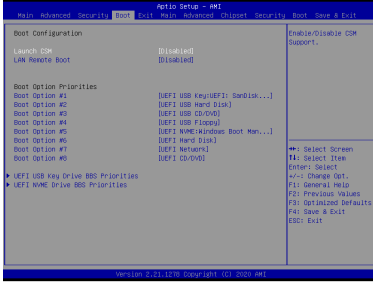 Aptio Setup - AMI
Main Advanced Security Boot Exit Main Advanced Chipset Security Boot Save & Exit
Boot Configuration
Launch CSM [Disabled]
LAN Remote Boot [Disabled]
Boot Option Priorities
Boot Option #1 [UEFI USB Key:UEFI: SanDisk...]
Boot Option #2 [UEFI USB Hard Disk]
Boot Option #3 [UEFI USB CD/DVD]
Boot Option #4 [UEFI USB Floppy]
Boot Option #5 [UEFI NVME:Windows Boot Man...]
Boot Option #6 [UEFI Hard Disk]
Boot Option #7 [UEFI Network]
Boot Option #8 [UEFI CD/DVD]
UEFI USB Key Drive BBS Priorities
UEFI NVME Drive BBS Priorities
Enable/Disable CSM
Support.
↔: Select Screen
↑↓: Select Item
Enter: Select
+/-: Change Opt.
F1: General Help
F2: Previous Values
F3: Optimized Defaults
F4: Save & Exit
ESC: Exit
Version 2.21.1278 Copyright (C) 2020 AMI